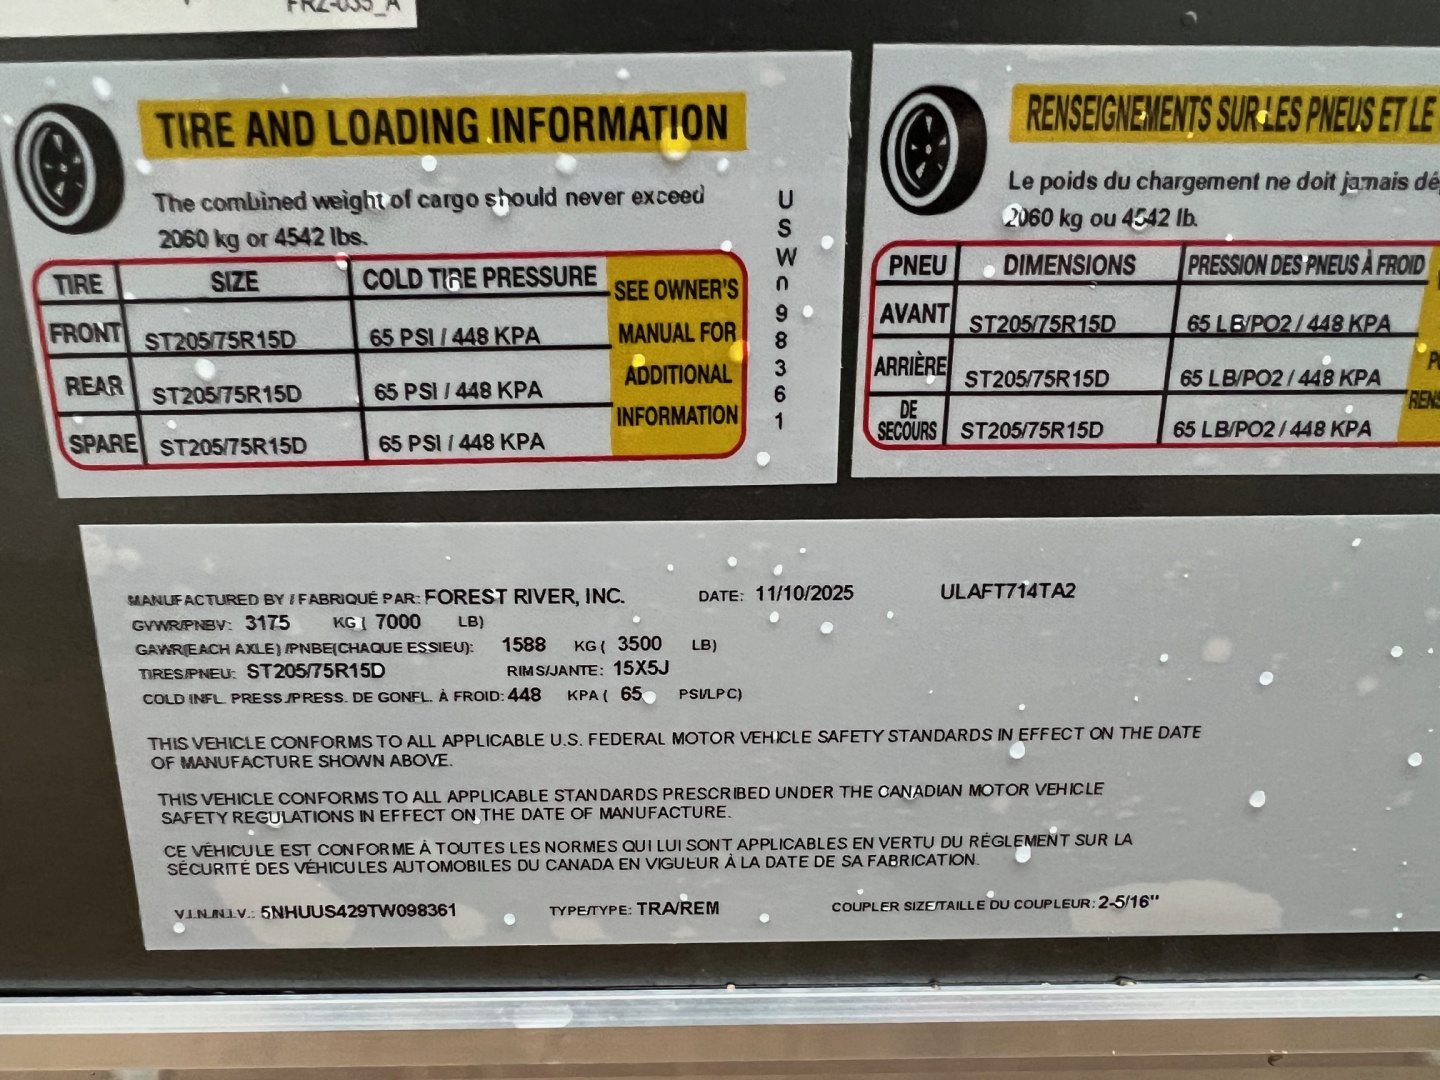 FRZ-035_A
TIRE AND LOADING INFORMATION
The combined weight of cargo should never exceed
2060 kg or 4542 lbs.
TIRE SIZE COLD TIRE PRESSURE
FRONT ST205/75R15D 65 PSI / 448 KPA
REAR ST205/75R15D 65 PSI / 448 KPA
SPARE ST205/75R15D 65 PSI / 448 KPA
SEE OWNER'S
MANUAL FOR
ADDITIONAL
INFORMATION
USW098361
RENSEIGNEMENTS SUR LES PNEUS ET LE
Le poids du chargement ne doit jamais
2060 kg ou 4542 lb.
PNEU DIMENSIONS PRESSION DES PNEUS À FROID
AVANT ST205/75R15D 65 LB/PO2 / 448 KPA
ARRIÈRE ST205/75R15D 65 LB/PO2 / 448 KPA
DE
SECOURS ST205/75R15D 65 LB/PO2 / 448 KPA
MANUFACTURED BY / FABRIQUÉ PAR: FOREST RIVER, INC. DATE: 11/10/2025 ULAFT714TA2
GVWR/PNBV: 3175 KG ( 7000 LB)
GAWR(EACH AXLE) /PNBE(CHAQUE ESSIEU): 1588 KG ( 3500 LB)
TIRES/PNEU: ST205/75R15D RIMS/JANTE: 15X5J
COLD INFL. PRESS./PRESS. DE GONFL. À FROID: 448 KPA ( 65 PSI/LPC)
THIS VEHICLE CONFORMS TO ALL APPLICABLE U.S. FEDERAL MOTOR VEHICLE SAFETY STANDARDS IN EFFECT ON THE DATE
OF MANUFACTURE SHOWN ABOVE.
THIS VEHICLE CONFORMS TO ALL APPLICABLE STANDARDS PRESCRIBED UNDER THE CANADIAN MOTOR VEHICLE
SAFETY REGULATIONS IN EFFECT ON THE DATE OF MANUFACTURE.
CE VÉHICULE EST CONFORME À TOUTES LES NORMES QUI LUI SONT APPLICABLES EN VERTU DU RÉGLEMENT SUR LA
SÉCURITÉ DES VÉHICULES AUTOMOBILES DU CANADA EN VIGUEUR À LA DATE DE SA FABRICATION.
V.I.N./N.I.V.: 5NHUUS429TW098361 TYPE/TYPE: TRA/REM COUPLER SIZE/TAILLE DU COUPLEUR: 2-5/16"